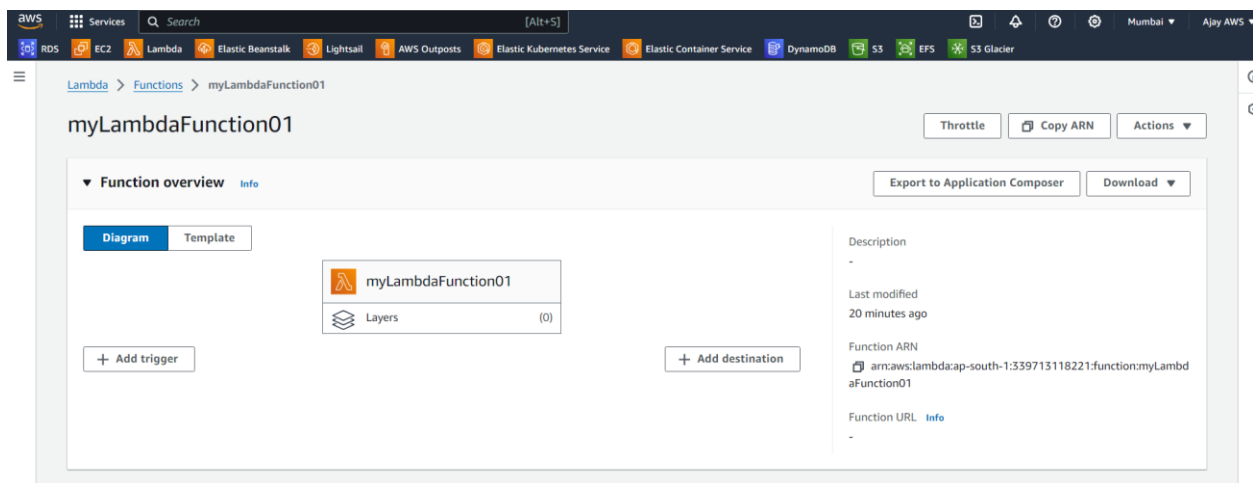 aws Services Search [Alt+S] Mumbai Ajay AWS
RDS EC2 Lambda Elastic Beanstalk Lightsail AWS Outposts Elastic Kubernetes Service Elastic Container Service DynamoDB S3 EFS S3 Glacier
Lambda > Functions > myLambdaFunction01
myLambdaFunction01
Throttle Copy ARN Actions
Function overview Info
Export to Application Composer Download
Diagram Template
myLambdaFunction01
Layers (0)
+ Add trigger
+ Add destination
Description
-
Last modified
20 minutes ago
Function ARN
arn:aws:lambda:ap-south-1:339713118221:function:myLambd
aFunction01
Function URL Info
-